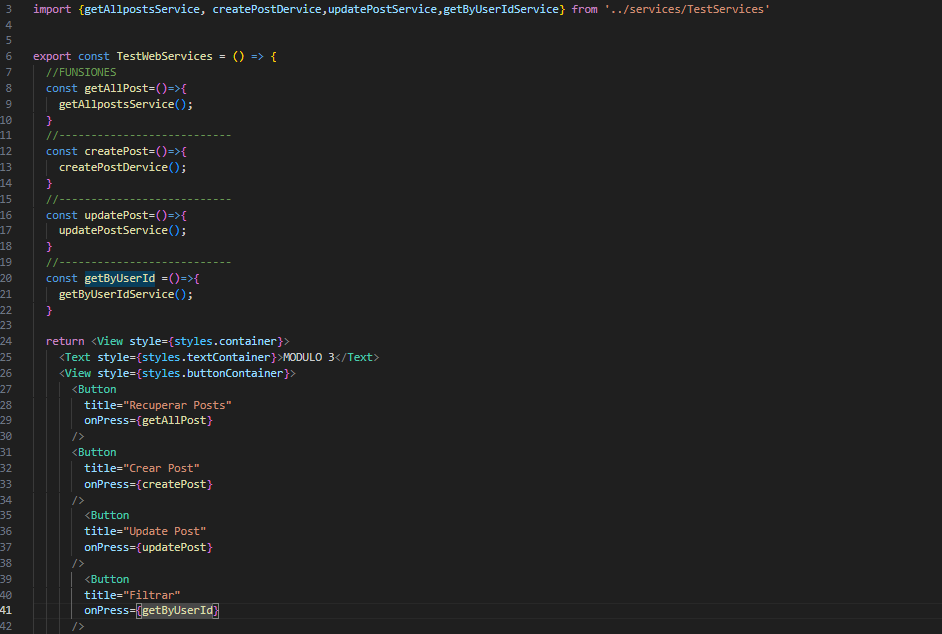 3 import {getAllpostsService, createPostDervice,updatePostService,getByUserIdService} from '../services/TestServices'
4
5
6 export const TestWebServices = () => {
7 //FUNSIONES
8 const getAllPost=()=>{
9 getAllpostsService();
10 }
11 //---------------------------
12 const createPost=()=>{
13 createPostDervice();
14 }
15 //---------------------------
16 const updatePost=()=>{
17 updatePostService();
18 }
19 //---------------------------
20 const getByUserId =()=>{
21 getByUserIdService();
22 }
23
24 return <View style={styles.container}>
25 <Text style={styles.textContainer}>MODULO 3</Text>
26 <View style={styles.buttonContainer}>
27 <Button
28 title="Recuperar Posts"
29 onPress={getAllPost}
30 />
31 <Button
32 title="Crear Post"
33 onPress={createPost}
34 />
35 <Button
36 title="Update Post"
37 onPress={updatePost}
38 />
39 <Button
40 title="Filtrar"
41 onPress={getByUserId}
42 />